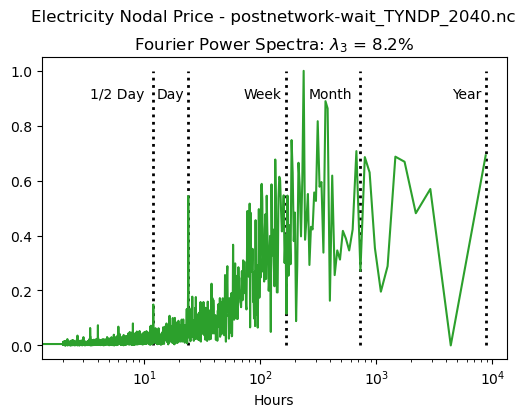 Electricity Nodal Price - postnetwork-wait_TYNDP_2040.nc
Fourier Power Spectra: λ₃ = 8.2%
1/2 Day Day Week Month Year
1.0
0.8
0.6
0.4
0.2
0.0
10¹ 10² 10³ 10⁴
Hours